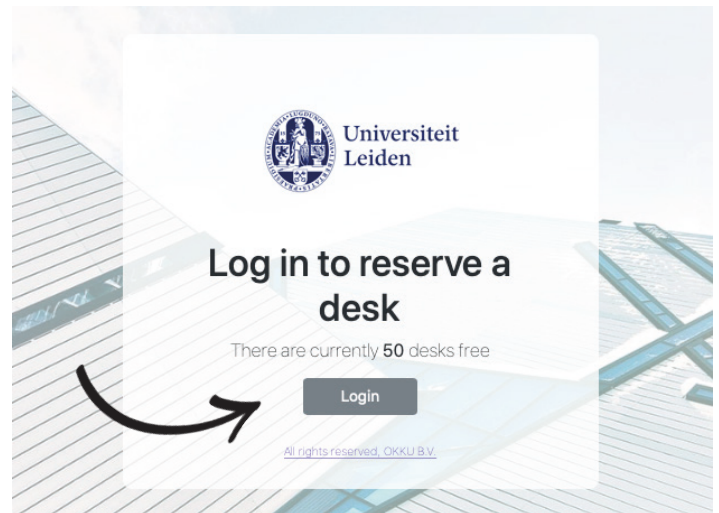 Universiteit
Leiden
Log in to reserve a
desk
There are currently 50 desks free
Login
All rights reserved, OKKU B.V.